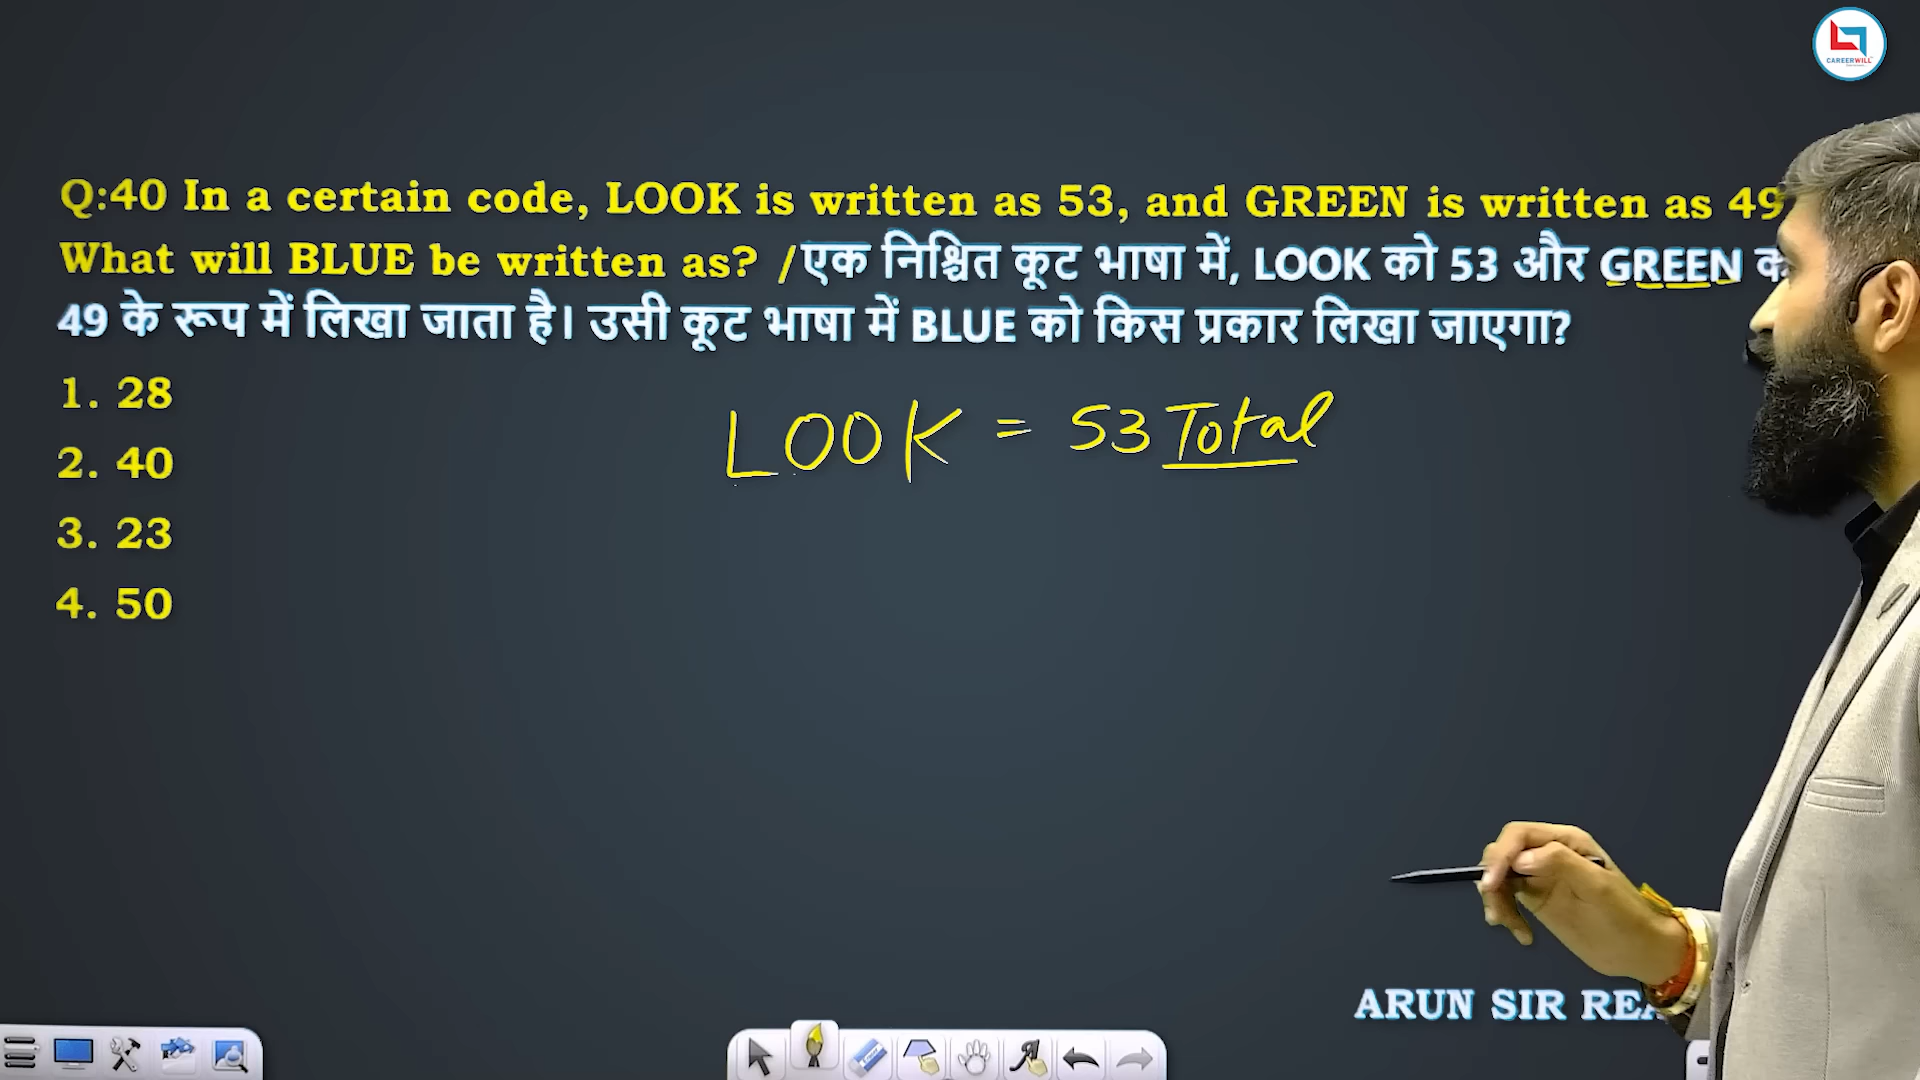 CAREERWILL
Q:40 In a certain code, LOOK is written as 53, and GREEN is written as 49
What will BLUE be written as? /एक निश्चित कूट भाषा में, LOOK को 53 और GREEN
49 के रूप में लिखा जाता है। उसी कूट भाषा में BLUE को किस प्रकार लिखा जाएगा?
1. 28
2. 40
3. 23
4. 50
LOOK = 53 Total
ARUN SIR